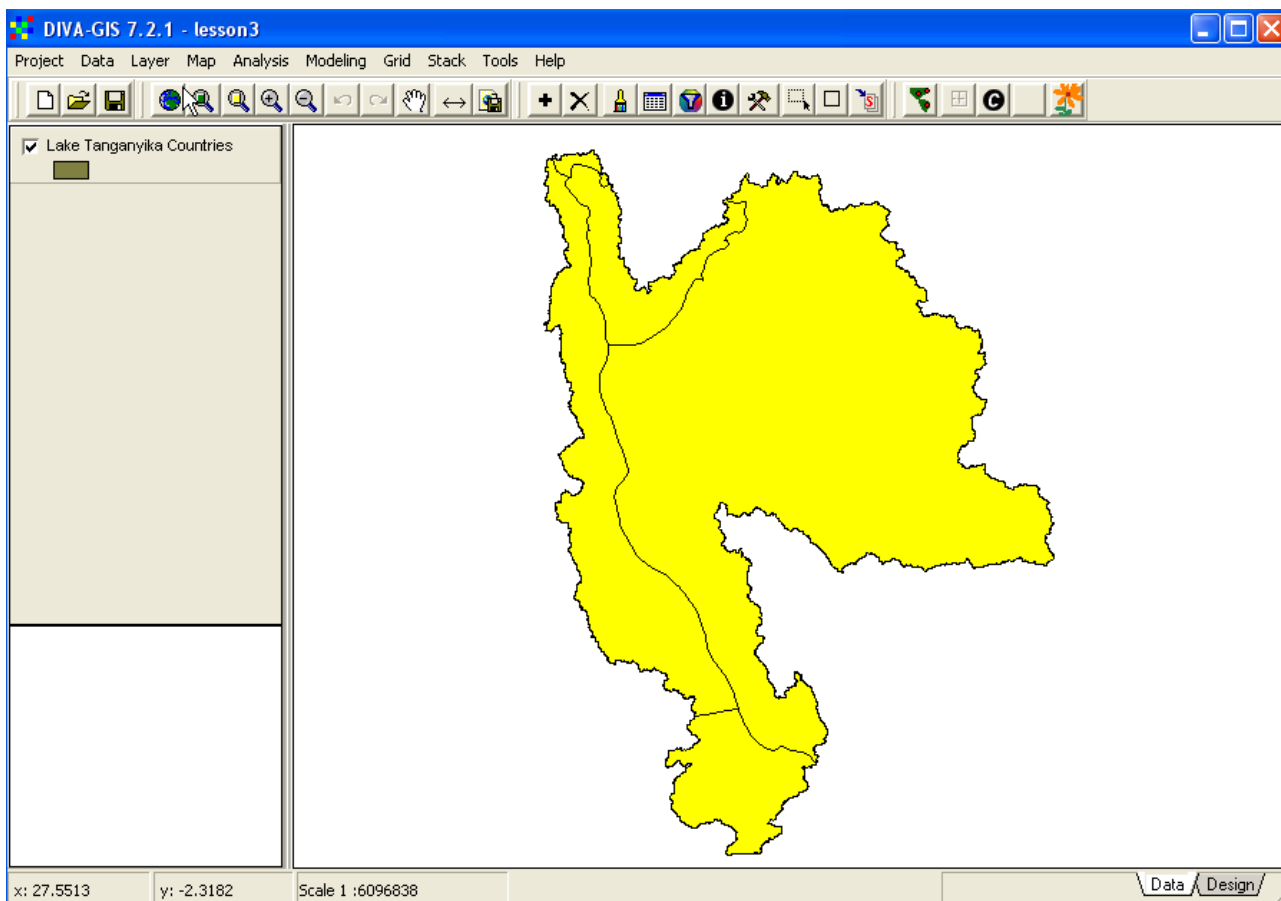 DIVA-GIS 7.2.1 - lesson3
Project Data Layer Map Analysis Modeling Grid Stack Tools Help
Lake Tanganyika Countries
x: 27.5513 y: -2.3182 Scale 1 :6096838 Data Design